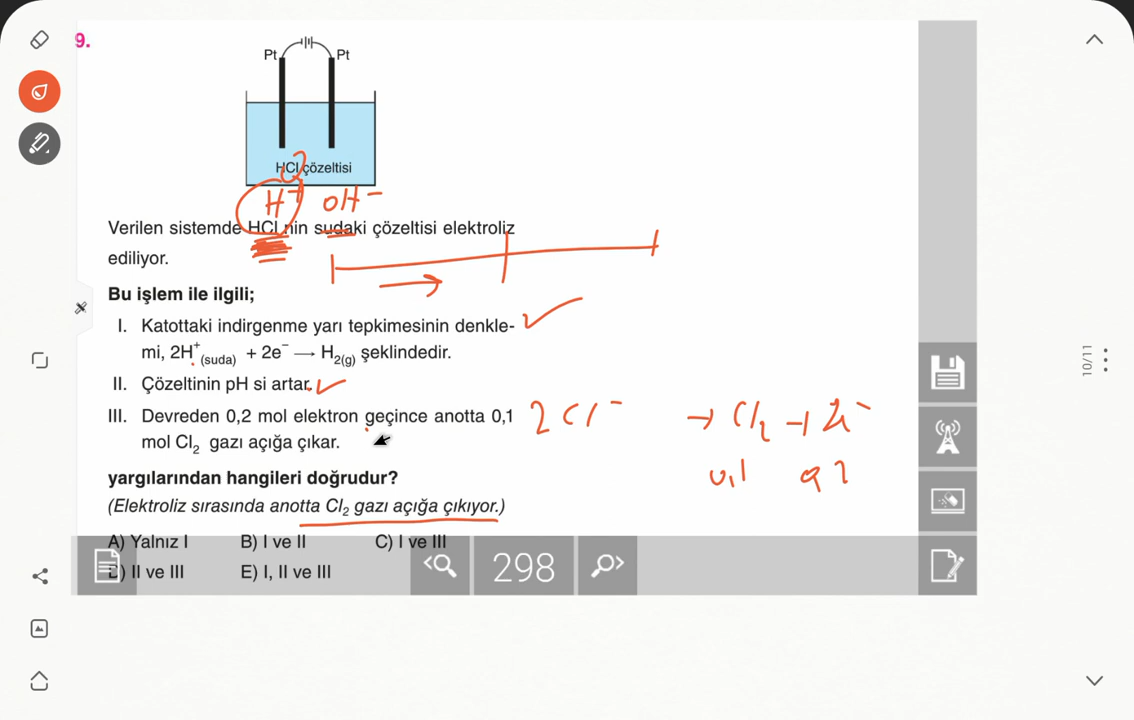 9.
Pt Pt
HCl çözeltisi
H+ OH−
Verilen sistemde HCl nin sudaki çözeltisi elektroliz
ediliyor.
Bu işlem ile ilgili;
I. Katottaki indirgenme yarı tepkimesinin denkle-
mi, 2H+(suda) + 2e− → H2(g) şeklindedir.
II. Çözeltinin pH si artar.
III. Devreden 0,2 mol elektron geçince anotta 0,1
mol Cl2 gazı açığa çıkar.
2Cl− → Cl2 + 2e−
0,1 0,2
yargılarından hangileri doğrudur?
(Elektroliz sırasında anotta Cl2 gazı açığa çıkıyor.)
A) Yalnız I B) I ve II C) I ve III
D) II ve III E) I, II ve III
298
10/11